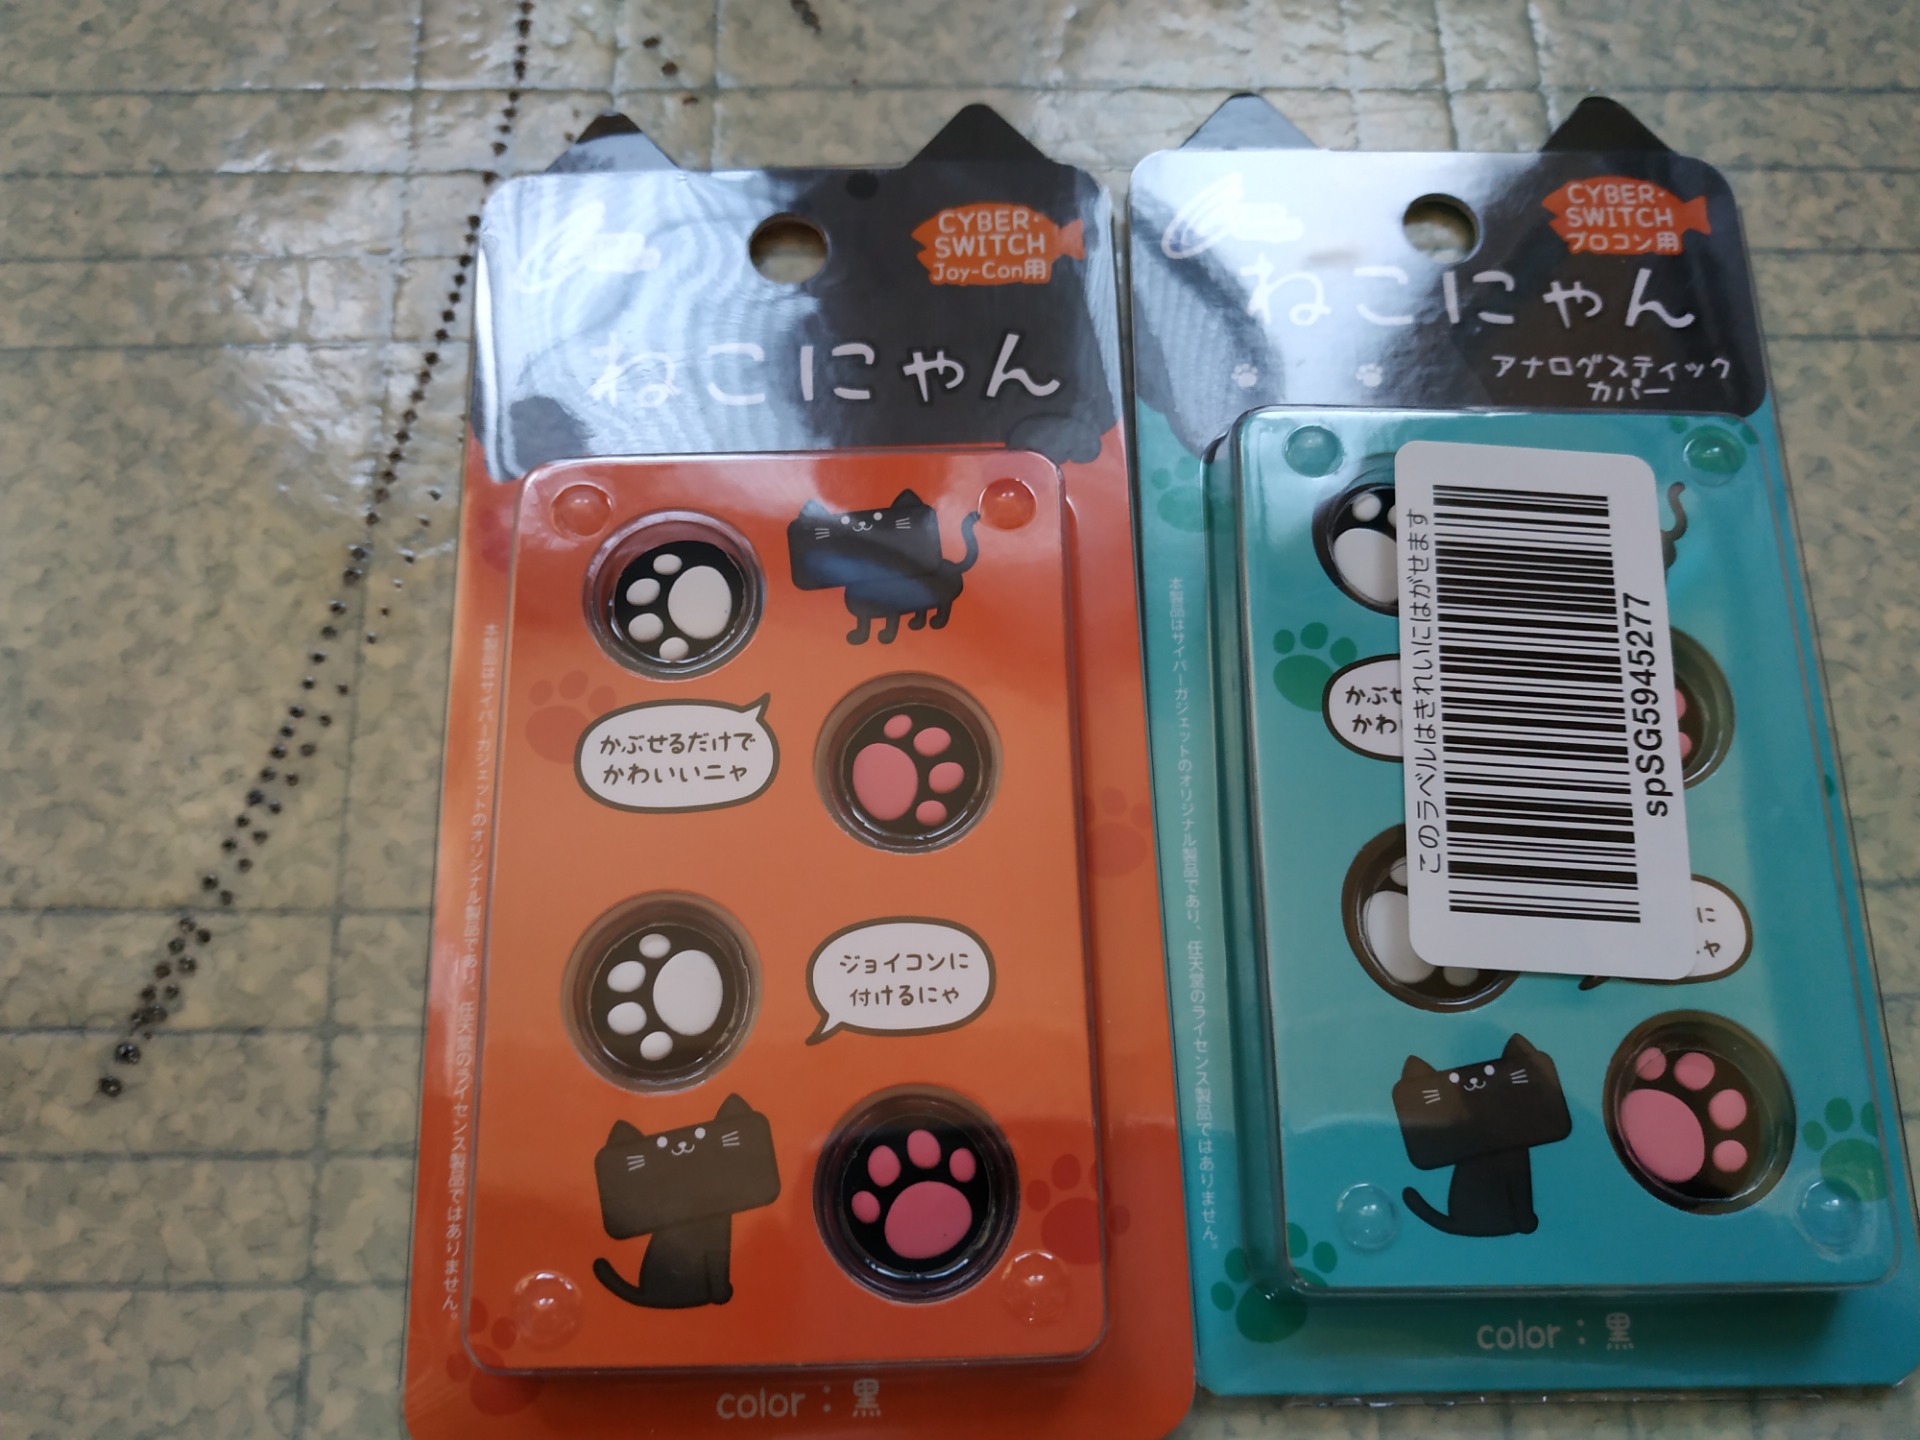 CYBER・
SWITCH
Joy-Con用
ねこにゃん
かぶせるだけで
かわいいニャ
ジョイコンに
付けるにゃ
本製品はサイバーガジェットのオリジナル製品であり、任天堂のライセンス製品ではありません。
color：黒
CYBER・
SWITCH
プロコン用
ねこにゃん
アナログスティック
カバー
このラベルはきれいにはがせます
spSG5945277
かぶせ
かわ
に
ゃ
本製品はサイバーガジェットのオリジナル製品であり、任天堂のライセンス製品ではありません。
color：黒